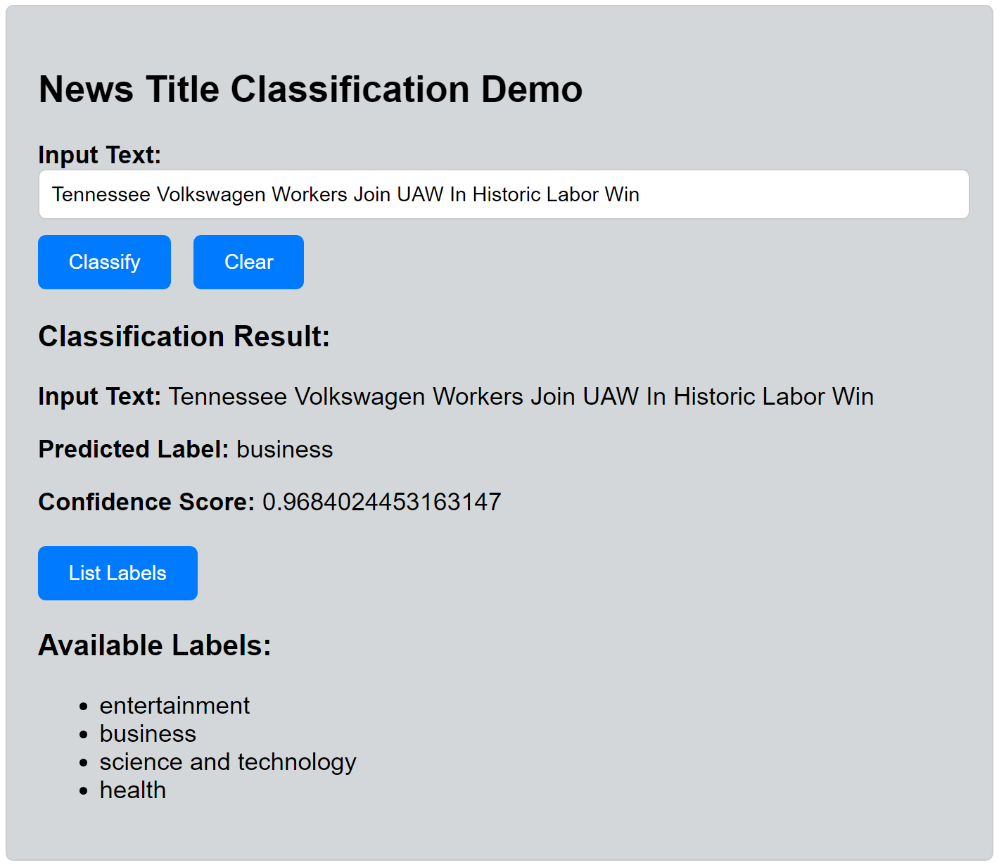 News Title Classification Demo
Input Text:
Tennessee Volkswagen Workers Join UAW In Historic Labor Win
Classify Clear
Classification Result:
Input Text: Tennessee Volkswagen Workers Join UAW In Historic Labor Win
Predicted Label: business
Confidence Score: 0.9684024453163147
List Labels
Available Labels:
• entertainment
• business
• science and technology
• health